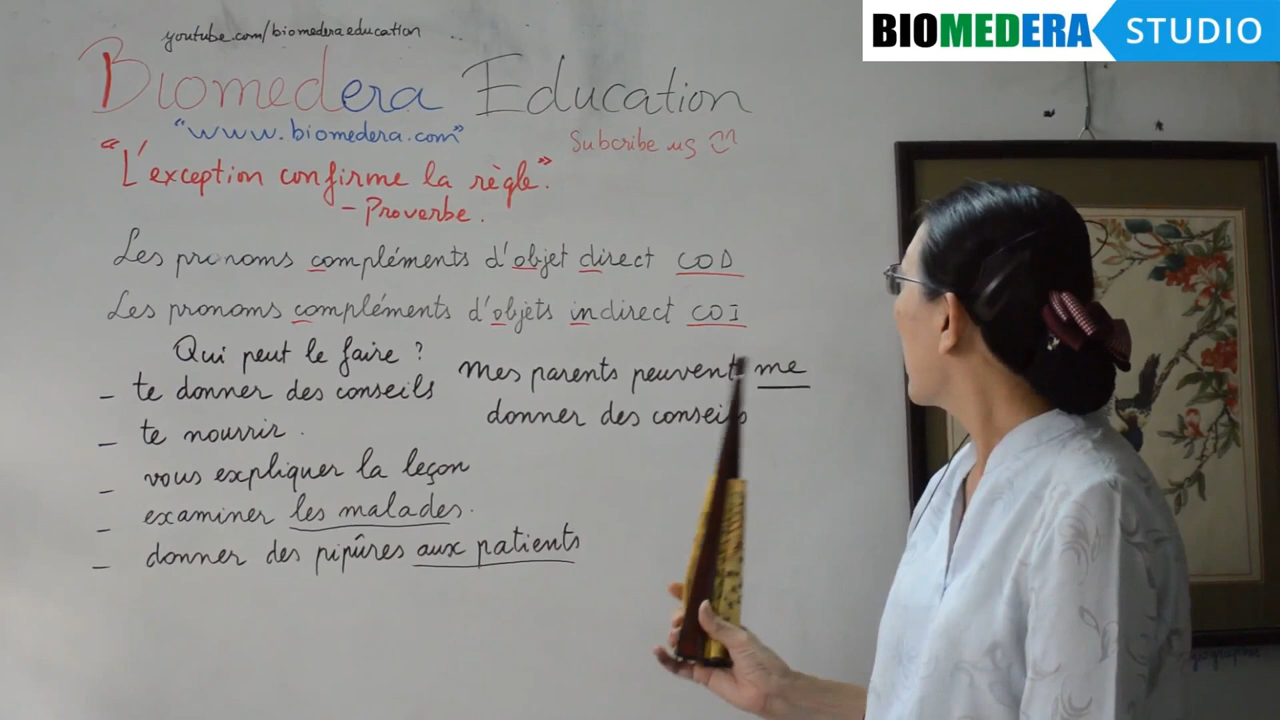 youtube.com/biomederaeducation
BIOMEDERA STUDIO
Biomedera Education
"www.biomedera.com"
Subcribe us
"L'exception confirme la règle".
- Proverbe.
Les pronoms compléments d'objet direct COD
Les pronoms compléments d'objets indirect COI
Qui peut le faire ?
- te donner des conseils
- te nourrir.
- vous expliquer la leçon
- examiner les malades.
- donner des pipûres aux patients
Mes parents peuvent me
donner des conseils